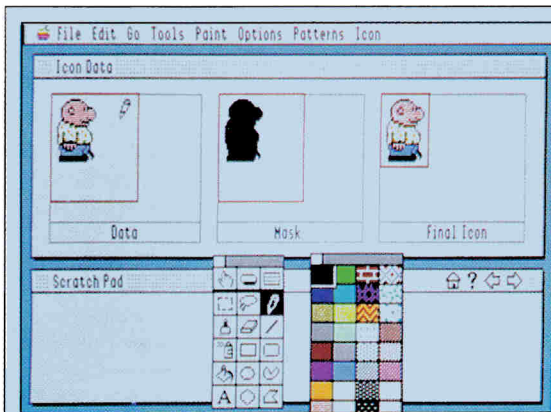 File Edit Go Tools Paint Options Patterns Icon
Icon Data
Data
Mask
Final Icon
Scratch Pad
?
A